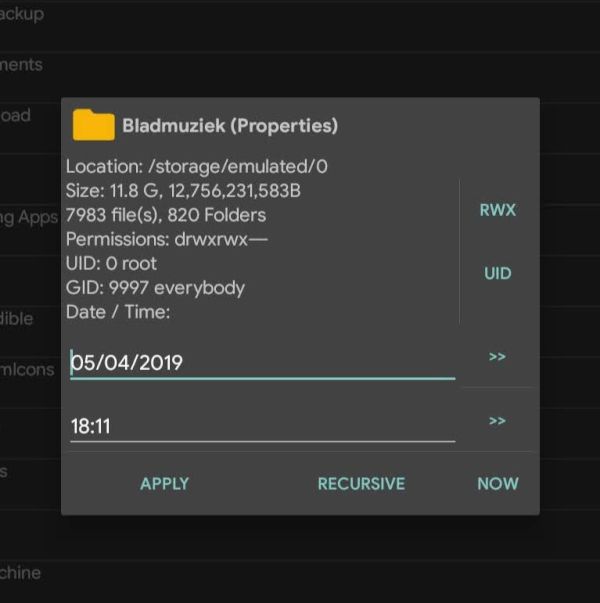 ackup
ments
oad
Bladmuziek (Properties)
Location: /storage/emulated/0
Size: 11.8 G, 12,756,231,583B
RWX
ng Apps
7983 file(s), 820 Folders
Permissions: drwxrwx—
UID: 0 root
UID
GID: 9997 everybody
dible
Date / Time:
mIcons
05/04/2019
>>
18:11
>>
s
APPLY
RECURSIVE
NOW
chine